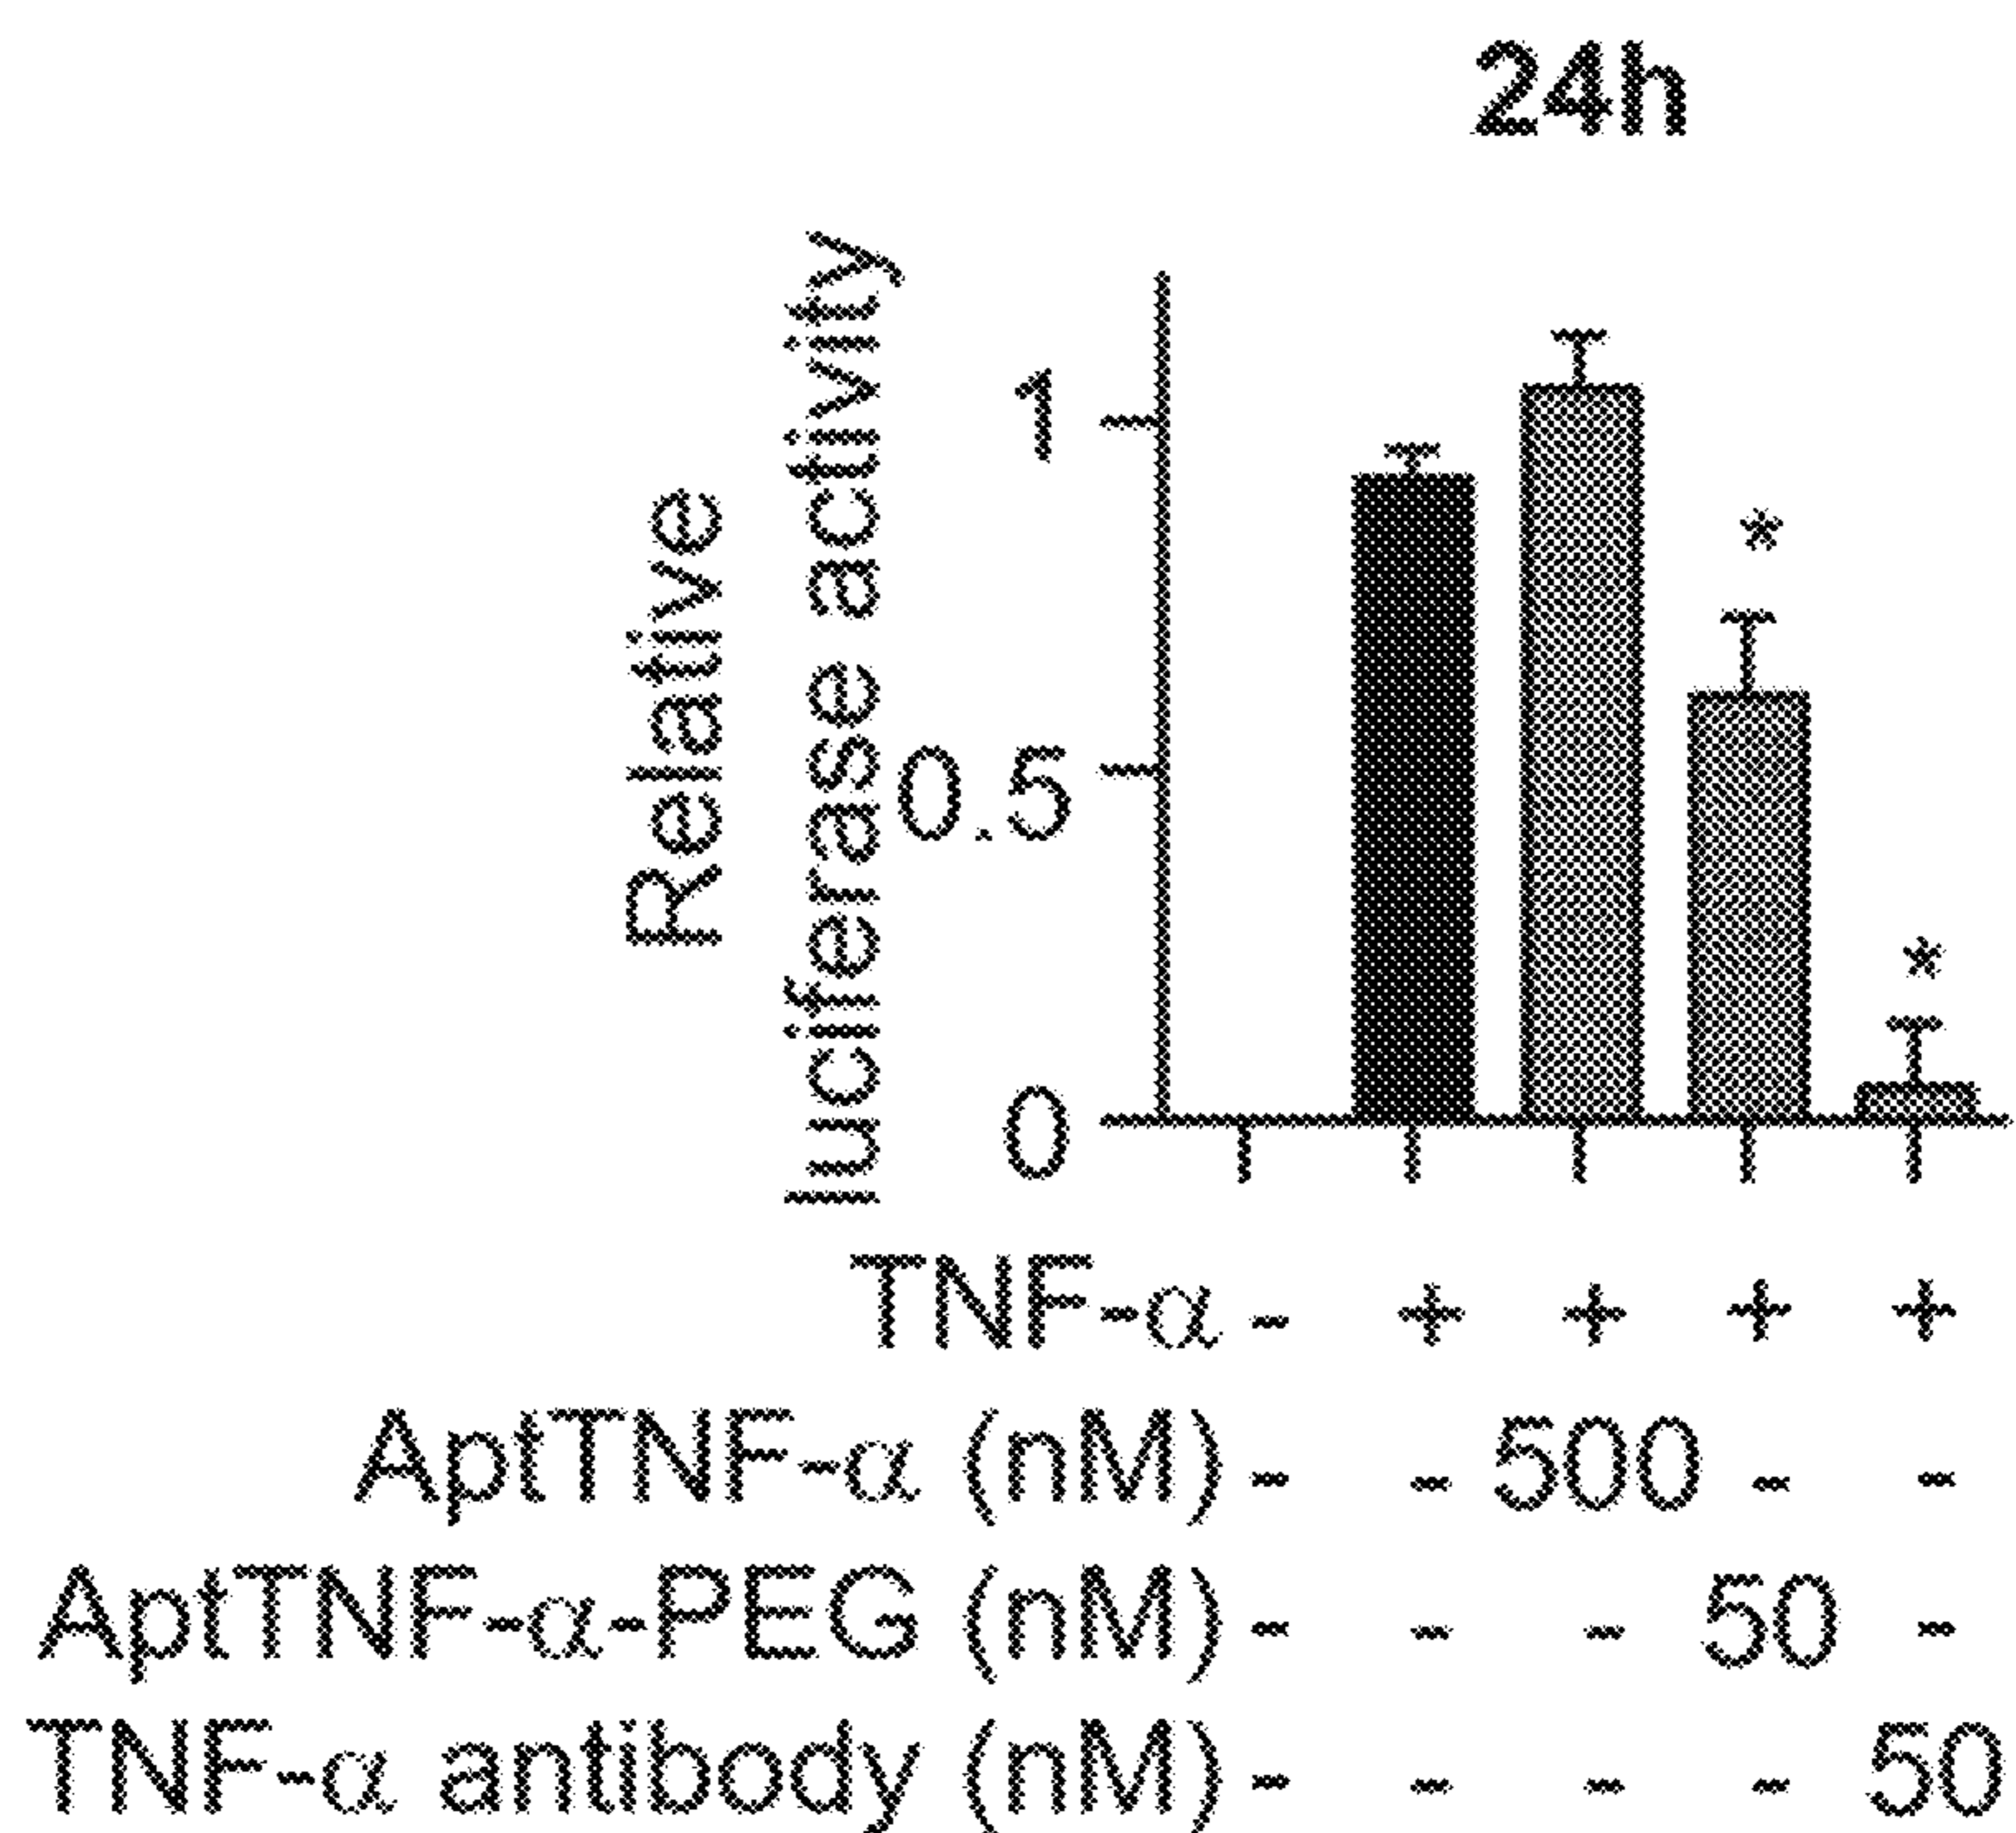 24h
Relative
luciferase activity
1
*
0.5
*
0
TNF-α - + + + +
AptTNF-α (nM) - - 500 - -
AptTNF-α-PEG (nM) - - - 50 -
TNF-α antibody (nM) - - - - 50